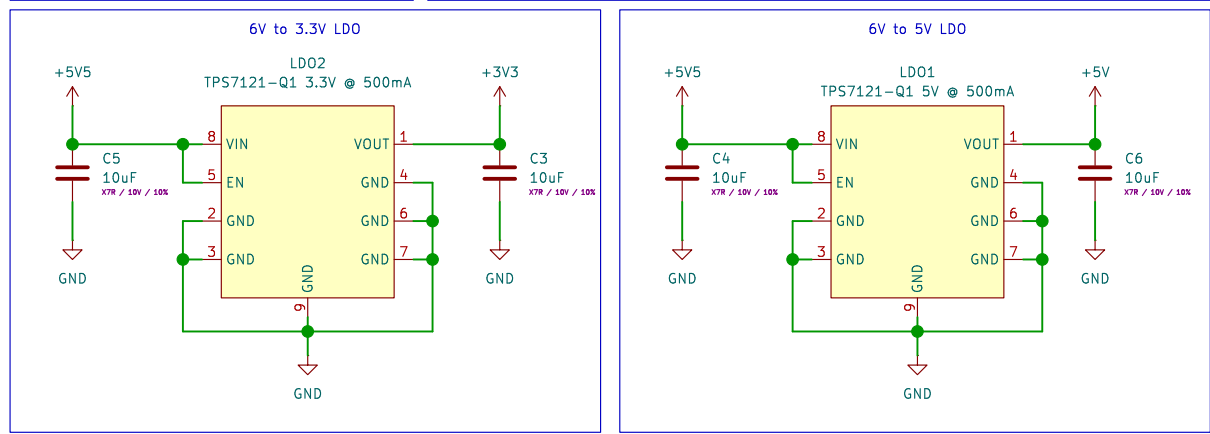 6V to 3.3V LDO
LDO2
TPS7121-Q1 3.3V @ 500mA
+5V5
+3V3
8
VIN
VOUT
1
C5
10uF
X7R / 10V / 10%
5
EN
GND
4
C3
10uF
X7R / 10V / 10%
2
GND
GND
6
3
GND
GND
7
GND
9
GND
GND
GND
6V to 5V LDO
LDO1
TPS7121-Q1 5V @ 500mA
+5V5
+5V
8
VIN
VOUT
1
C4
10uF
X7R / 10V / 10%
5
EN
GND
4
C6
10uF
X7R / 10V / 10%
2
GND
GND
6
3
GND
GND
7
GND
9
GND
GND
GND